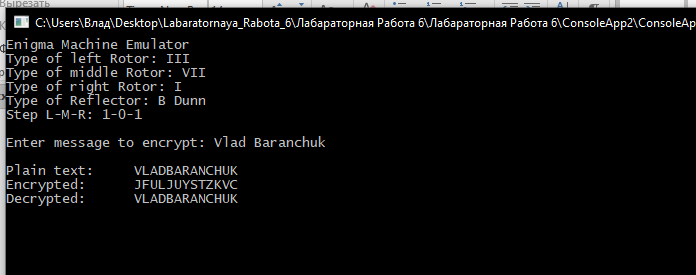 Вырезать
C:\Users\Влад\Desktop\Labaratornaya_Rabota_6\Лабараторная Работа 6\Лабараторная Работа 6\ConsoleApp2\ConsoleAp
Enigma Machine Emulator
Type of left Rotor: III
Type of middle Rotor: VII
Type of right Rotor: I
Type of Reflector: B Dunn
Step L-M-R: 1-0-1
Enter message to encrypt: Vlad Baranchuk
Plain text: VLADBARANCHUK
Encrypted: JFULJUYSTZKVC
Decrypted: VLADBARANCHUK